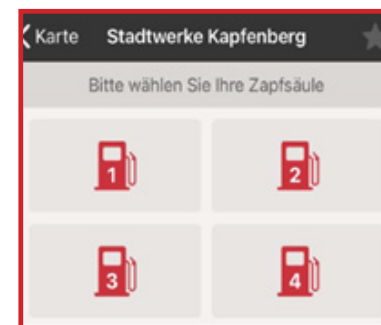 Karte Stadtwerke Kapfenberg
Bitte wählen Sie Ihre Zapfsäule
1 2
3 4